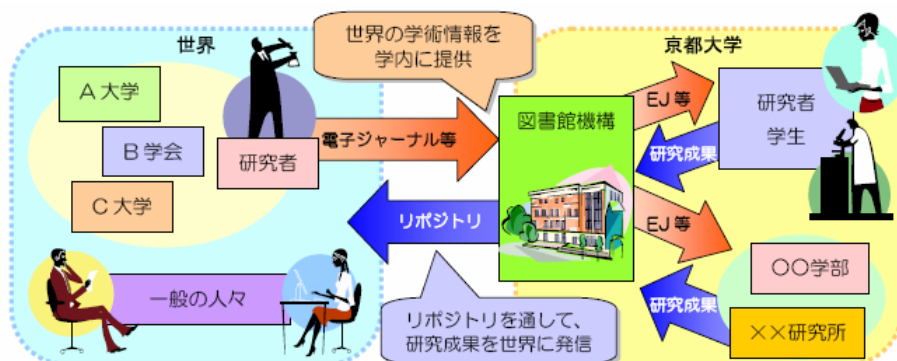 世界
世界の学術情報を
学内に提供
京都大学
A大学
B学会
C大学
研究者
電子ジャーナル等
図書館機構
EJ等
研究成果
研究者
学生
リポジトリ
EJ等
研究成果
○○学部
××研究所
一般の人々
リポジトリを通して、
研究成果を世界に発信